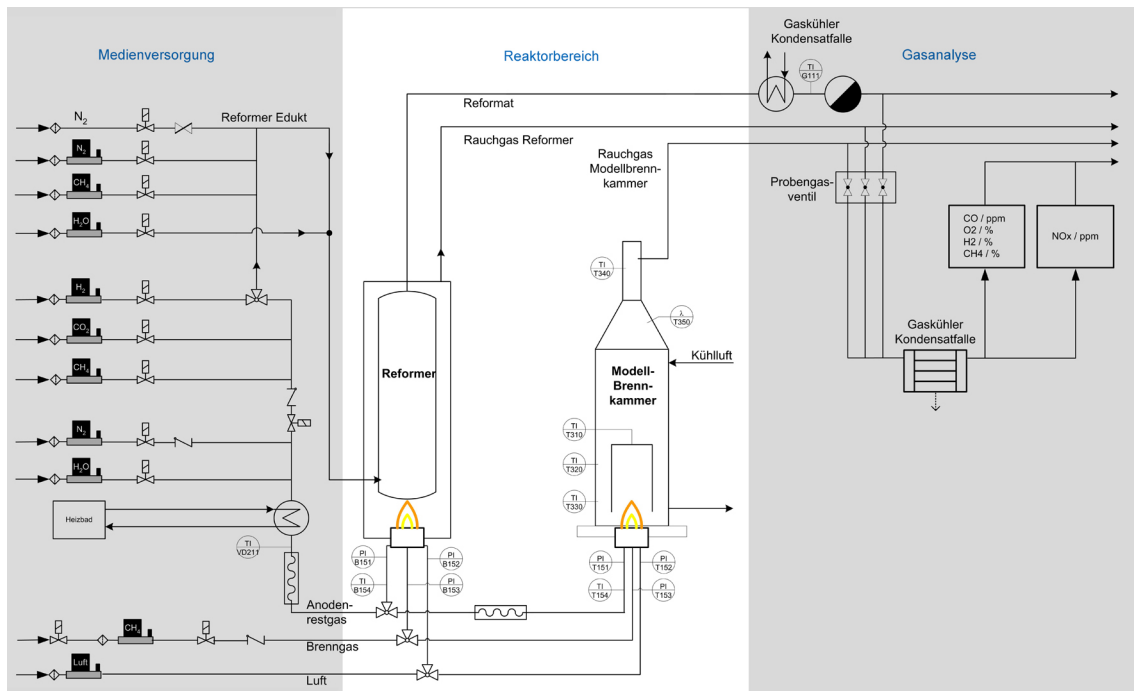 Medienversorgung
Reaktorbereich
Gasanalyse
Gaskühler
Kondensatfalle
TI
G111
N2
Reformer Edukt
Reformat
Rauchgas Reformer
N2
CH4
H2O
Rauchgas
Modellbrenn-
kammer
Probengas-
ventil
CO / ppm
O2 / %
H2 / %
CH4 / %
NOx / ppm
TI
T340
H2
λ
T350
CO2
Gaskühler
Kondensatfalle
Kühlluft
CH4
Reformer
Modell-
Brenn-
kammer
TI
T310
N2
TI
T320
H2O
TI
T330
Heizbad
TI
VD211
PI
B151
PI
B152
TI
B154
PI
B153
PI
T151
PI
T152
TI
T154
PI
T153
Anoden-
restgas
CH4
Brenngas
Luft
Luft